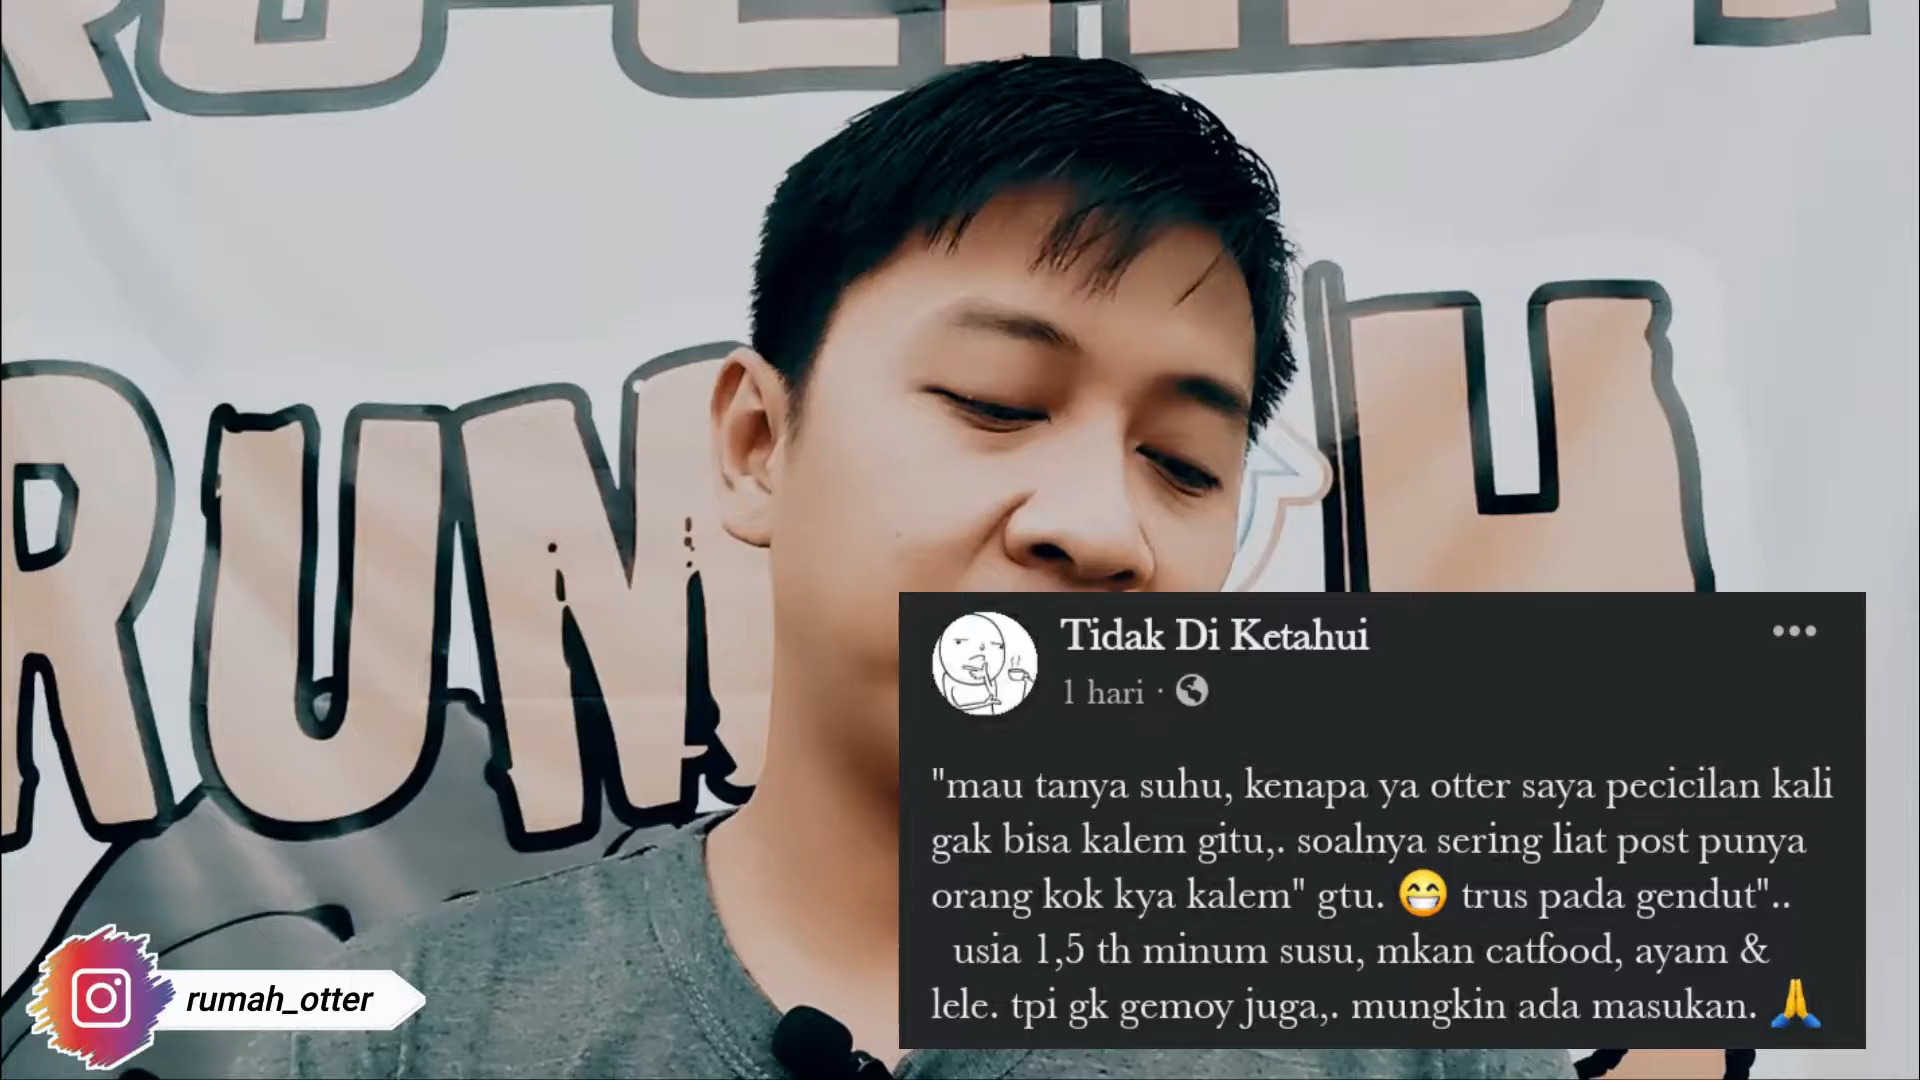 RUM H
Tidak Di Ketahui
1 hari ·
"mau tanya suhu, kenapa ya otter saya pecicilan kali
gak bisa kalem gitu,. soalnya sering liat post punya
orang kok kya kalem" gtu. 😁 trus pada gendut"..
usia 1,5 th minum susu, mkan catfood, ayam &
lele. tpi gk gemoy juga,. mungkin ada masukan. 🙏
rumah_otter